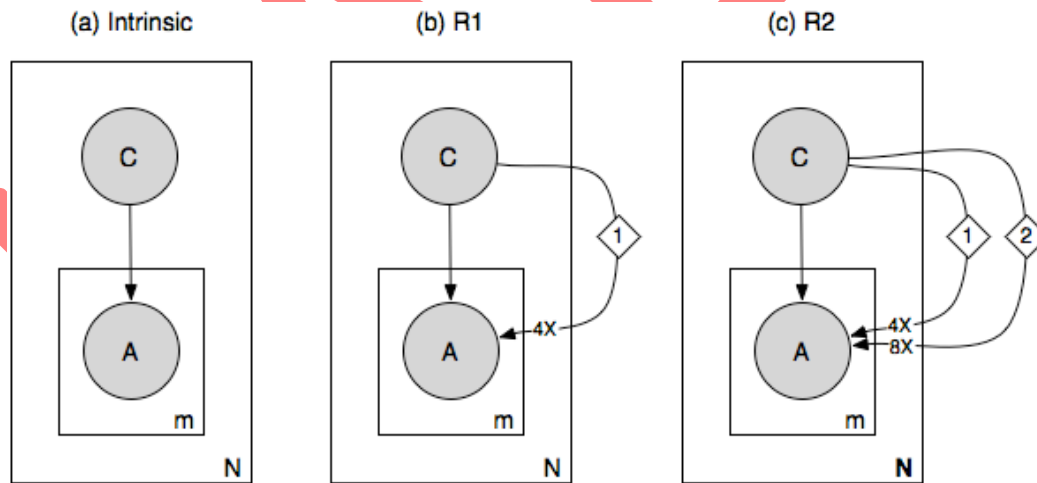 (a) Intrinsic (b) R1 (c) R2
C C C
1 1 2
4X 4X
8X
A A A
m m m
N N N